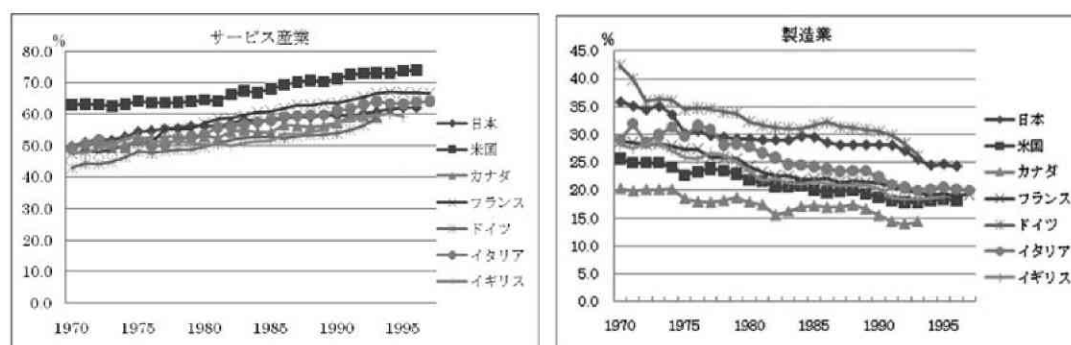 サービス産業
%
80.0
70.0
60.0
50.0
40.0
30.0
20.0
10.0
0.0
1970 1975 1980 1985 1990 1995
日本
米国
カナダ
フランス
ドイツ
イタリア
イギリス
製造業
%
45.0
40.0
35.0
30.0
25.0
20.0
15.0
10.0
5.0
0.0
1970 1975 1980 1985 1990 1995
日本
米国
カナダ
フランス
ドイツ
イタリア
イギリス